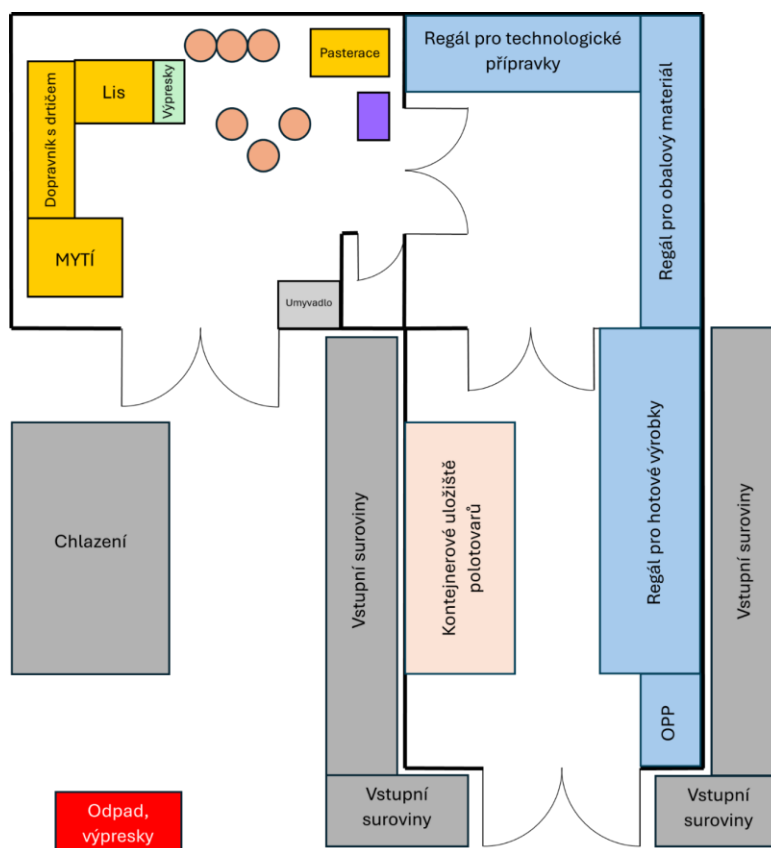 Pasterace
Regál pro technologické
přípravky
Lis
Výpresky
Dopravník s drtičem
MYTÍ
Regál pro obalový materiál
Umyvadlo
Chlazení
Vstupní suroviny
Kontejnerové uložiště
polotovarů
Regál pro hotové výrobky
Vstupní suroviny
OPP
Odpad,
výpresky
Vstupní
suroviny
Vstupní
suroviny